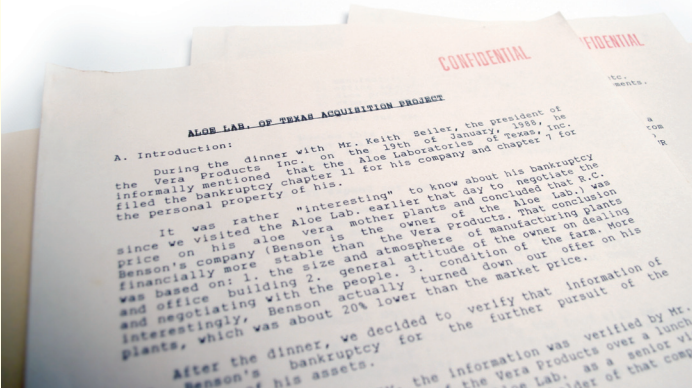 CONFIDENTIAL
FIDENTIAL
ALOE LAB. OF TEXAS ACQUISITION PROJECT
A. Introduction:
During the dinner with Mr. Keith Seiler, the president of
the Vera Products Inc. on the 19th of January, 1988, he
informally mentioned that the Aloe Laboratories of Texas, Inc.
filed the bankruptcy chapter 11 for his company and chapter 7 for
the personal property of his.
It was rather "interesting" to know about his bankruptcy
since we visited the Aloe Lab. earlier that day to negotiate the
price on his aloe vera mother plants and concluded that R.C.
Benson's company (Benson is the owner of the Aloe Lab.) was
financially more stable than the Vera Products. That conclusion
was based on: 1. the size and atmosphere of manufacturing plants
and office building 2. general attitude of the owner on dealing
and negotiating with the people. 3. condition of the farm. More
interestingly, Benson actually turned down our offer on his
plants, which was about 20% lower than the market price.
After the dinner, we decided to verify that information of
Benson's bankruptcy for the further pursuit of the
of his assets.
the information was verified by Mr.
of the Vera Products over a lunch
Lab. as a senior
of that
etc.
ments.
a
rom